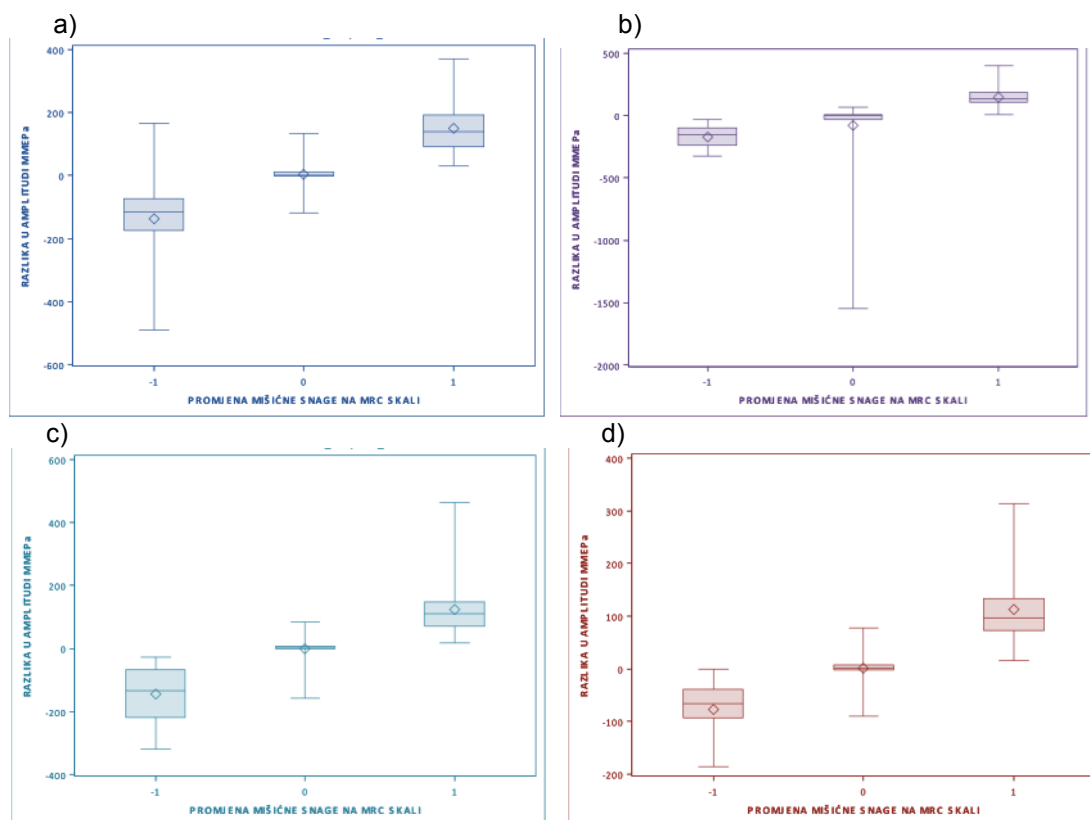 a)
400
200
0
-200
-400
-600
RAZLIKA U AMPLITUDI MMEPa
-1 0 1
PROMJENA MIŠIĆNE SNAGE NA MRC SKALI
b)
500
0
-500
-1000
-1500
-2000
RAZLIKA U AMPLITUDI MMEPa
-1 0 1
PROMJENA MIŠIĆNE SNAGE NA MRC SKALI
c)
600
400
200
0
-200
-400
RAZLIKA U AMPLITUDI MMEPa
-1 0 1
PROMJENA MIŠIĆNE SNAGE NA MRC SKALI
d)
400
300
200
100
0
-100
-200
RAZLIKA U AMPLITUDI MMEPa
-1 0 1
PROMJENA MIŠIĆNE SNAGE NA MRC SKALI